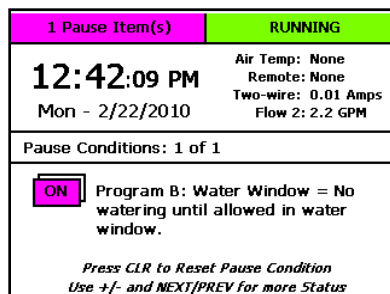 1 Pause Item(s) RUNNING
12:42:09 PM
Mon - 2/22/2010
Air Temp: None
Remote: None
Two-wire: 0.01 Amps
Flow 2: 2.2 GPM
Pause Conditions: 1 of 1
ON Program B: Water Window = No
watering until allowed in water
window.
Press CLR to Reset Pause Condition
Use +/- and NEXT/PREV for more Status